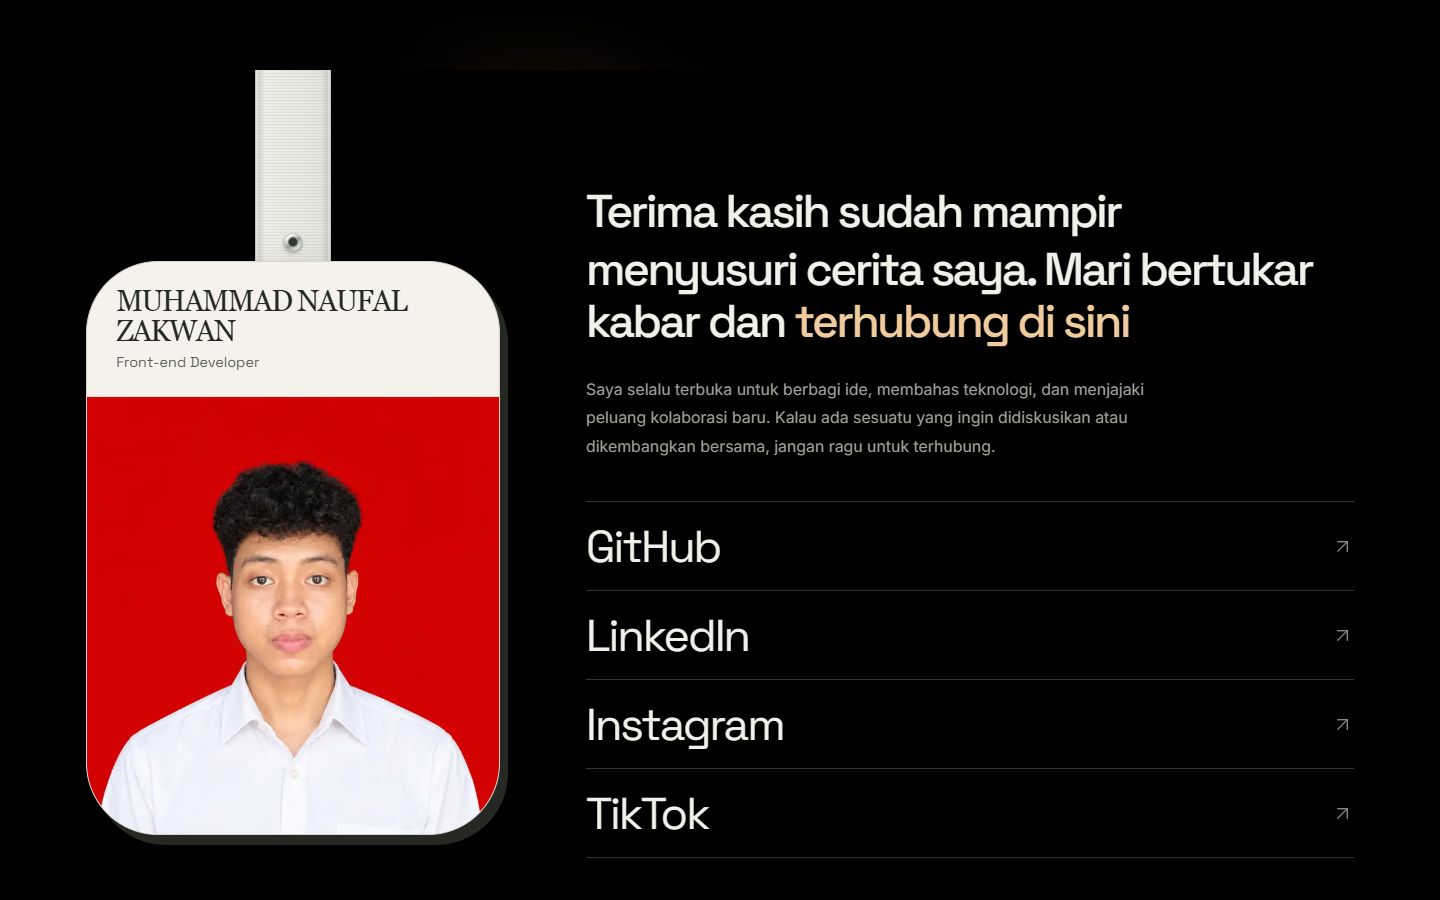 MUHAMMAD NAUFAL
ZAKWAN
Front-end Developer
Terima kasih sudah mampir
menyusuri cerita saya. Mari bertukar
kabar dan terhubung di sini
Saya selalu terbuka untuk berbagi ide, membahas teknologi, dan menjajaki
peluang kolaborasi baru. Kalau ada sesuatu yang ingin didiskusikan atau
dikembangkan bersama, jangan ragu untuk terhubung.
GitHub
LinkedIn
Instagram
TikTok